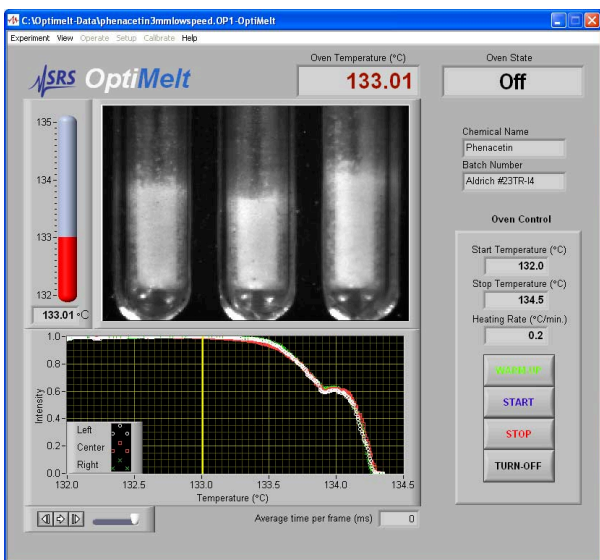 C:\Optimelt-Data\phenacetin3mmlowspeed.OP1-OptiMelt
Experiment View Operate Setup Calibrate Help
SRS OptiMelt
Oven Temperature (°C)
133.01
Oven State
Off
135
134
133
132
133.01 °C
Chemical Name
Phenacetin
Batch Number
Aldrich #23TR-I4
Oven Control
Start Temperature (°C)
132.0
Stop Temperature (°C)
134.5
Heating Rate (°C/min.)
0.2
WARM-UP
START
STOP
TURN-OFF
1.0
0.8
0.6
0.4
0.2
0.0
Intensity
Left
Center
Right
132.0 132.5 133.0 133.5 134.0 134.5
Temperature (°C)
Average time per frame (ms) 0